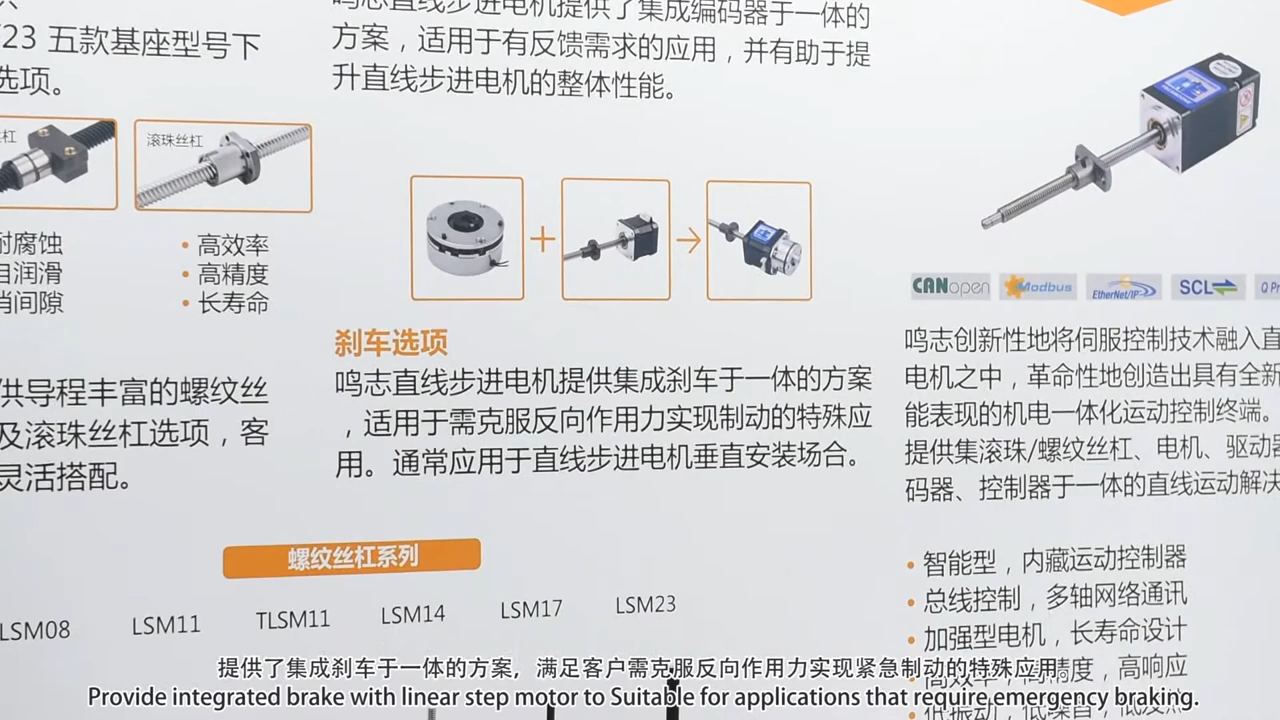 23 五款基座型号下
选项。
丝杠
滚珠丝杠
耐腐蚀
自润滑
消间隙
• 高效率
• 高精度
• 长寿命
供导程丰富的螺纹丝
及滚珠丝杠选项，客
灵活搭配。
鸣志直线步进电机提供了集成编码器于一体的
方案，适用于有反馈需求的应用，并有助于提
升直线步进电机的整体性能。
刹车选项
鸣志直线步进电机提供集成刹车于一体的方案
，适用于需克服反向作用力实现制动的特殊应
用。通常应用于直线步进电机垂直安装场合。
螺纹丝杠系列
LSM08 LSM11 TLSM11 LSM14 LSM17 LSM23
CANopen Modbus EtherNet/IP SCL Q Pr
鸣志创新性地将伺服控制技术融入直
电机之中，革命性地创造出具有全新
能表现的机电一体化运动控制终端。
提供集滚珠/螺纹丝杠、电机、驱动器
码器、控制器于一体的直线运动解决
• 智能型，内藏运动控制器
• 总线控制，多轴网络通讯
• 加强型电机，长寿命设计
度，高响应
提供了集成刹车于一体的方案，满足客户需克服反向作用力实现紧急制动的特殊应用。
Provide integrated brake with linear step motor to Suitable for applications that require emergency braking.